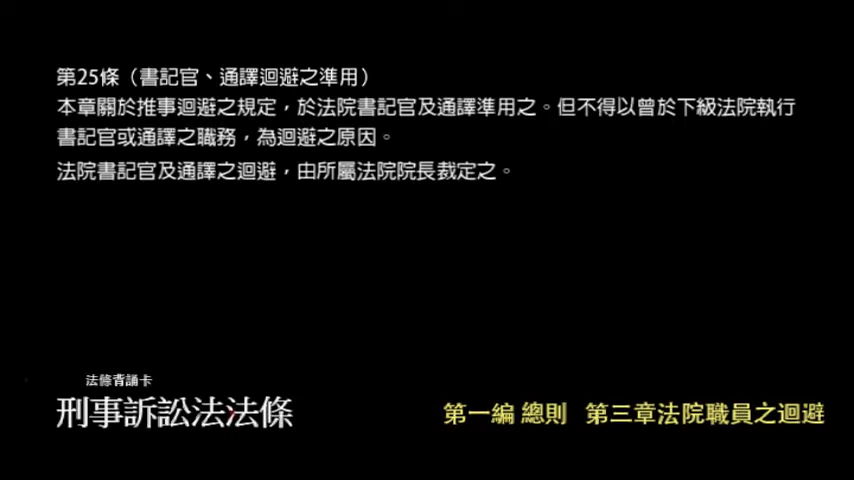 第25條（書記官、通譯迴避之準用）
本章關於推事迴避之規定，於法院書記官及通譯準用之。但不得以曾於下級法院執行
書記官或通譯之職務，為迴避之原因。
法院書記官及通譯之迴避，由所屬法院院長裁定之。
法條背誦卡
刑事訴訟法法條
第一編 總則 第三章法院職員之迴避